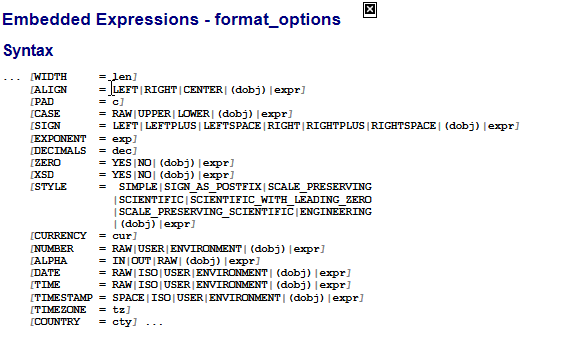 Embedded Expressions - format_options
Syntax
... [WIDTH = len]
[ALIGN = LEFT|RIGHT|CENTER|(dobj)|expr]
[PAD = c]
[CASE = RAW|UPPER|LOWER|(dobj)|expr]
[SIGN = LEFT|LEFTPLUS|LEFTSPACE|RIGHT|RIGHTPLUS|RIGHTSPACE|(dobj)|expr]
[EXPONENT = exp]
[DECIMALS = dec]
[ZERO = YES|NO|(dobj)|expr]
[XSD = YES|NO|(dobj)|expr]
[STYLE = SIMPLE|SIGN_AS_POSTFIX|SCALE_PRESERVING
|SCIENTIFIC|SCIENTIFIC_WITH_LEADING_ZERO
|SCALE_PRESERVING_SCIENTIFIC|ENGINEERING
|(dobj)|expr]
[CURRENCY = cur]
[NUMBER = RAW|USER|ENVIRONMENT|(dobj)|expr]
[ALPHA = IN|OUT|RAW|(dobj)|expr]
[DATE = RAW|ISO|USER|ENVIRONMENT|(dobj)|expr]
[TIME = RAW|ISO|USER|ENVIRONMENT|(dobj)|expr]
[TIMESTAMP = SPACE|ISO|USER|ENVIRONMENT|(dobj)|expr]
[TIMEZONE = tz]
[COUNTRY = cty] ...